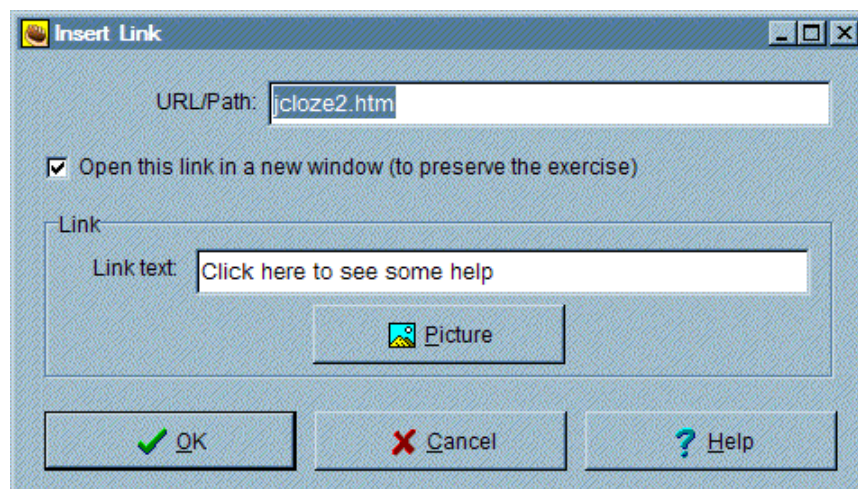 Insert Link
URL/Path: jcloze2.htm
Open this link in a new window (to preserve the exercise)
Link
Link text: Click here to see some help
Picture
OK Cancel Help